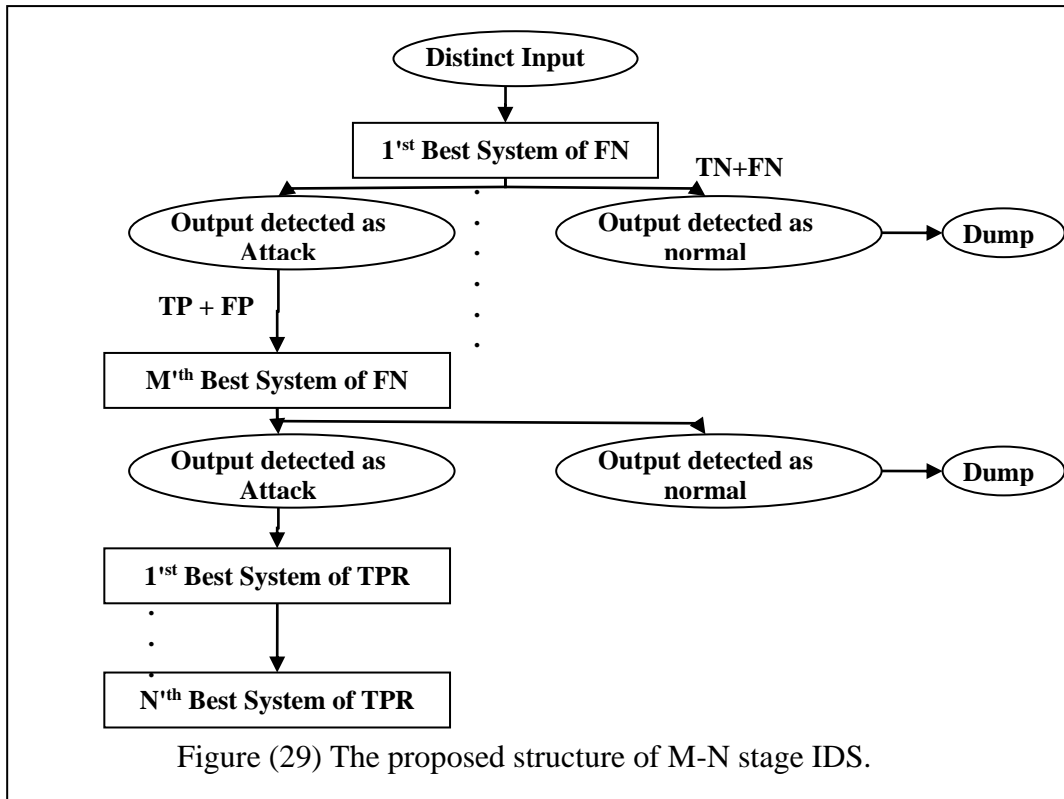 Distinct Input
1'st Best System of FN
TN+FN
Output detected as
Attack
Output detected as
normal
Dump
TP + FP
M'th Best System of FN
Output detected as
Attack
Output detected as
normal
Dump
1'st Best System of TPR
N'th Best System of TPR
Figure (29) The proposed structure of M-N stage IDS.